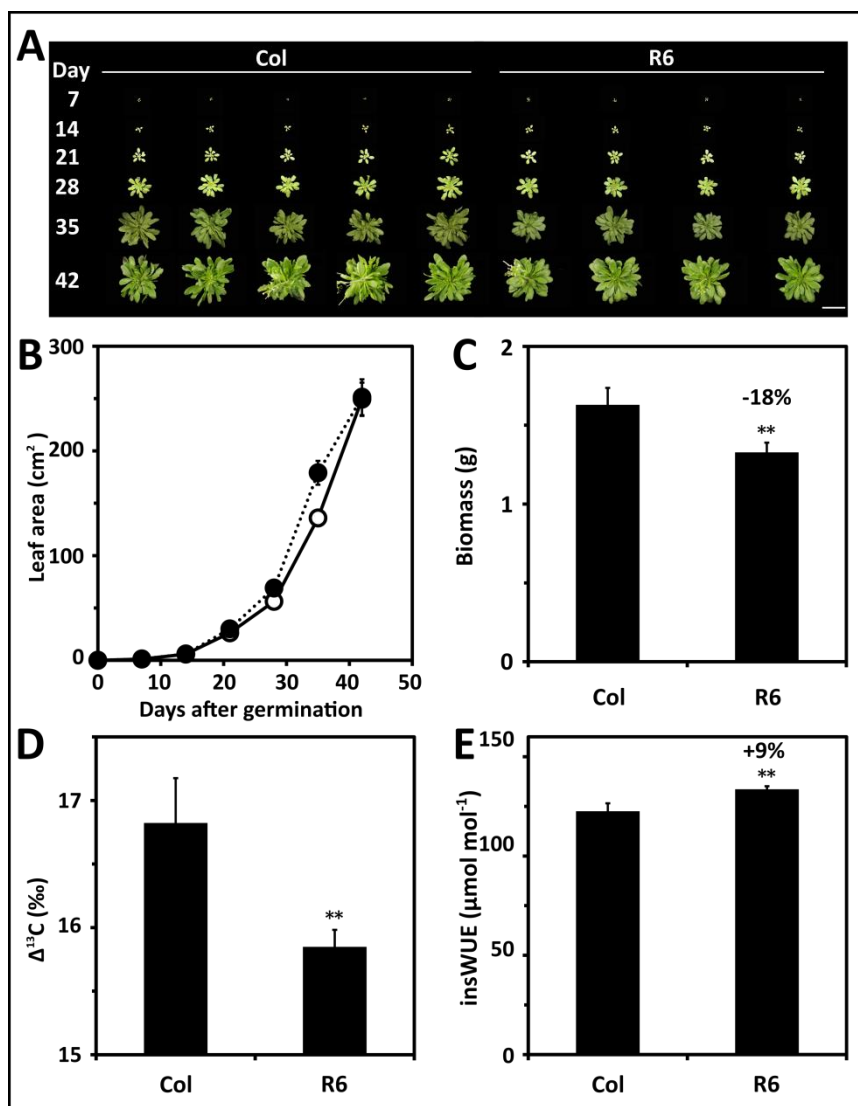 A
Day
Col
R6
7
14
21
28
35
42
B
300
200
100
0
Leaf area (cm²)
0 10 20 30 40 50
Days after germination
C
2
1
0
Biomass (g)
-18%
**
Col R6
D
17
16
15
Δ¹³C (‰)
**
Col R6
E
150
100
50
0
insWUE (µmol mol⁻¹)
+9%
**
Col R6